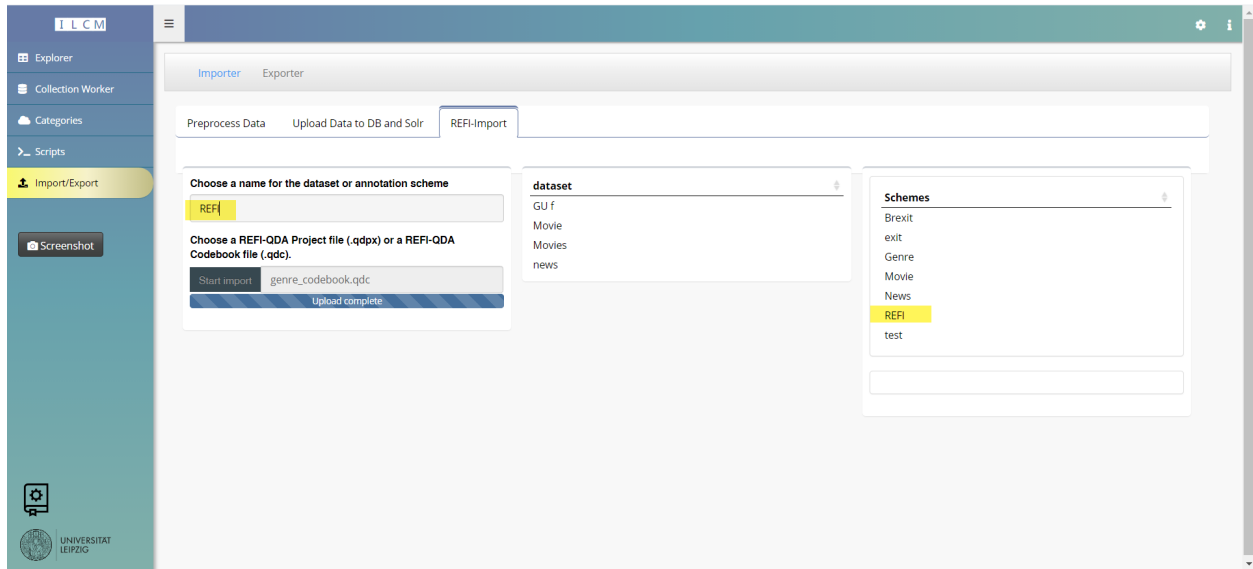 I L C M
Explorer
Collection Worker
Categories
Scripts
Import/Export
Screenshot
UNIVERSITAT
LEIPZIG
Importer Exporter
Preprocess Data Upload Data to DB and Solr REFI-Import
Choose a name for the dataset or annotation scheme
REFI
Choose a REFI-QDA Project file (.qdpx) or a REFI-QDA
Codebook file (.qdc).
Start import genre_codebook.qdc
Upload complete
dataset
GU f
Movie
Movies
news
Schemes
Brexit
exit
Genre
Movie
News
REFI
test